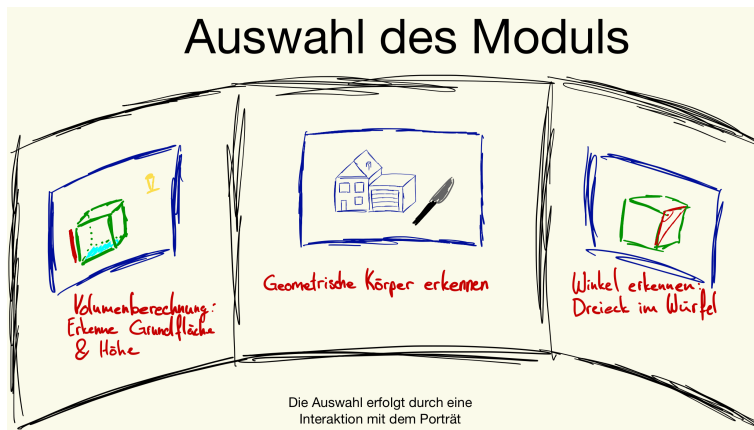 Auswahl des Moduls
Volumenberechnung:
Erkenne Grundfläche
& Höhe
Geometrische Körper erkennen
Winkel erkennen:
Dreieck im Würfel
Die Auswahl erfolgt durch eine
Interaktion mit dem Porträt